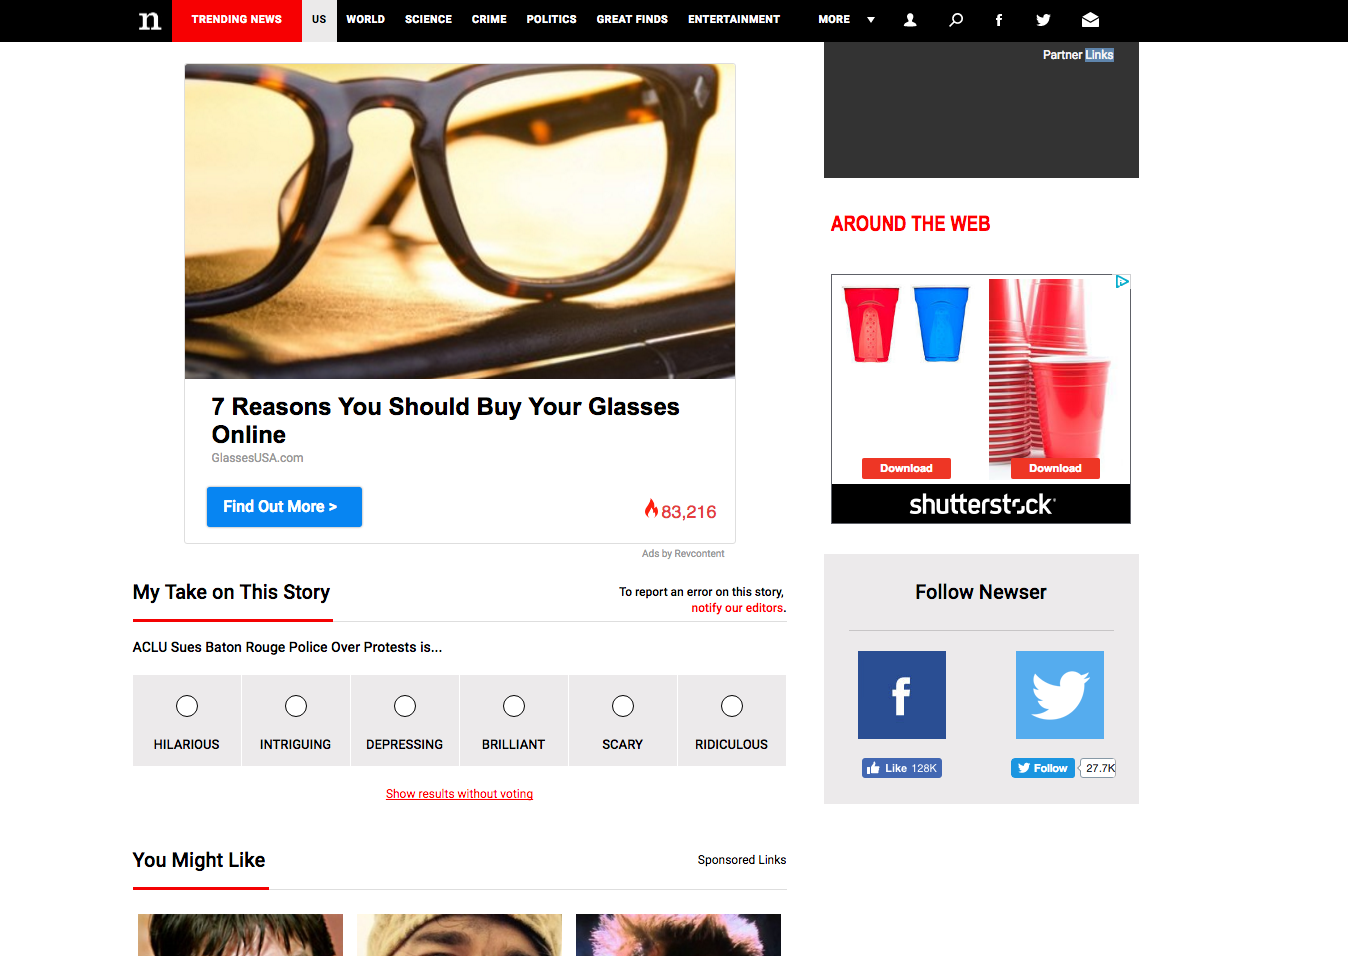 n TRENDING NEWS US WORLD SCIENCE CRIME POLITICS GREAT FINDS ENTERTAINMENT MORE
Partner Links
7 Reasons You Should Buy Your Glasses
Online
GlassesUSA.com
Find Out More >
83,216
Ads by Revcontent
My Take on This Story
To report an error on this story,
notify our editors.
ACLU Sues Baton Rouge Police Over Protests is...
HILARIOUS INTRIGUING DEPRESSING BRILLIANT SCARY RIDICULOUS
Show results without voting
You Might Like
Sponsored Links
AROUND THE WEB
Download Download
shutterstock
Follow Newser
f
Like 128K
Follow 27.7K